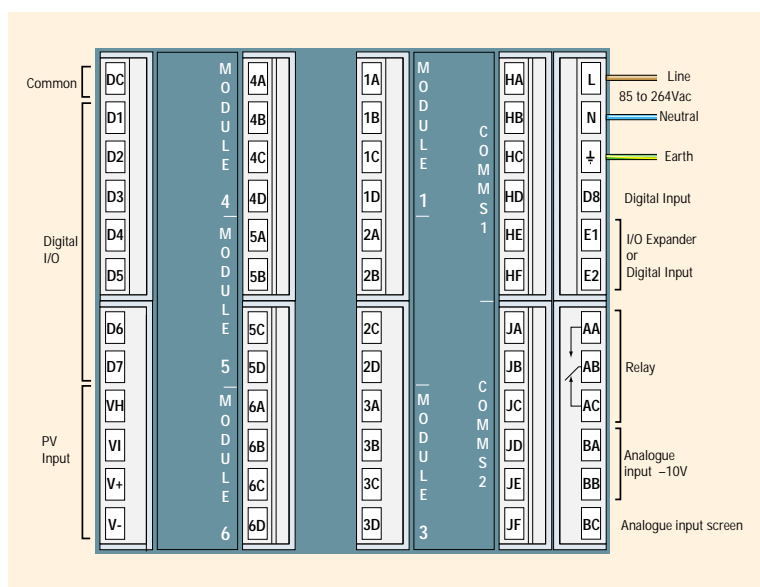 Common
Digital
I/O
PV
Input
DC
D1
D2
D3
D4
D5
D6
D7
VH
VI
V+
V-
MODULE 4
MODULE 5
MODULE 6
4A
4B
4C
4D
5A
5B
5C
5D
6A
6B
6C
6D
1A
1B
1C
1D
2A
2B
2C
2D
3A
3B
3C
3D
MODULE 1
MODULE 3
COMMS 1
COMMS 2
HA
HB
HC
HD
HE
HF
JA
JB
JC
JD
JE
JF
L
N
D8
E1
E2
AA
AB
AC
BA
BB
BC
Line
85 to 264Vac
Neutral
Earth
Digital Input
I/O Expander
or
Digital Input
Relay
Analogue
input –10V
Analogue input screen